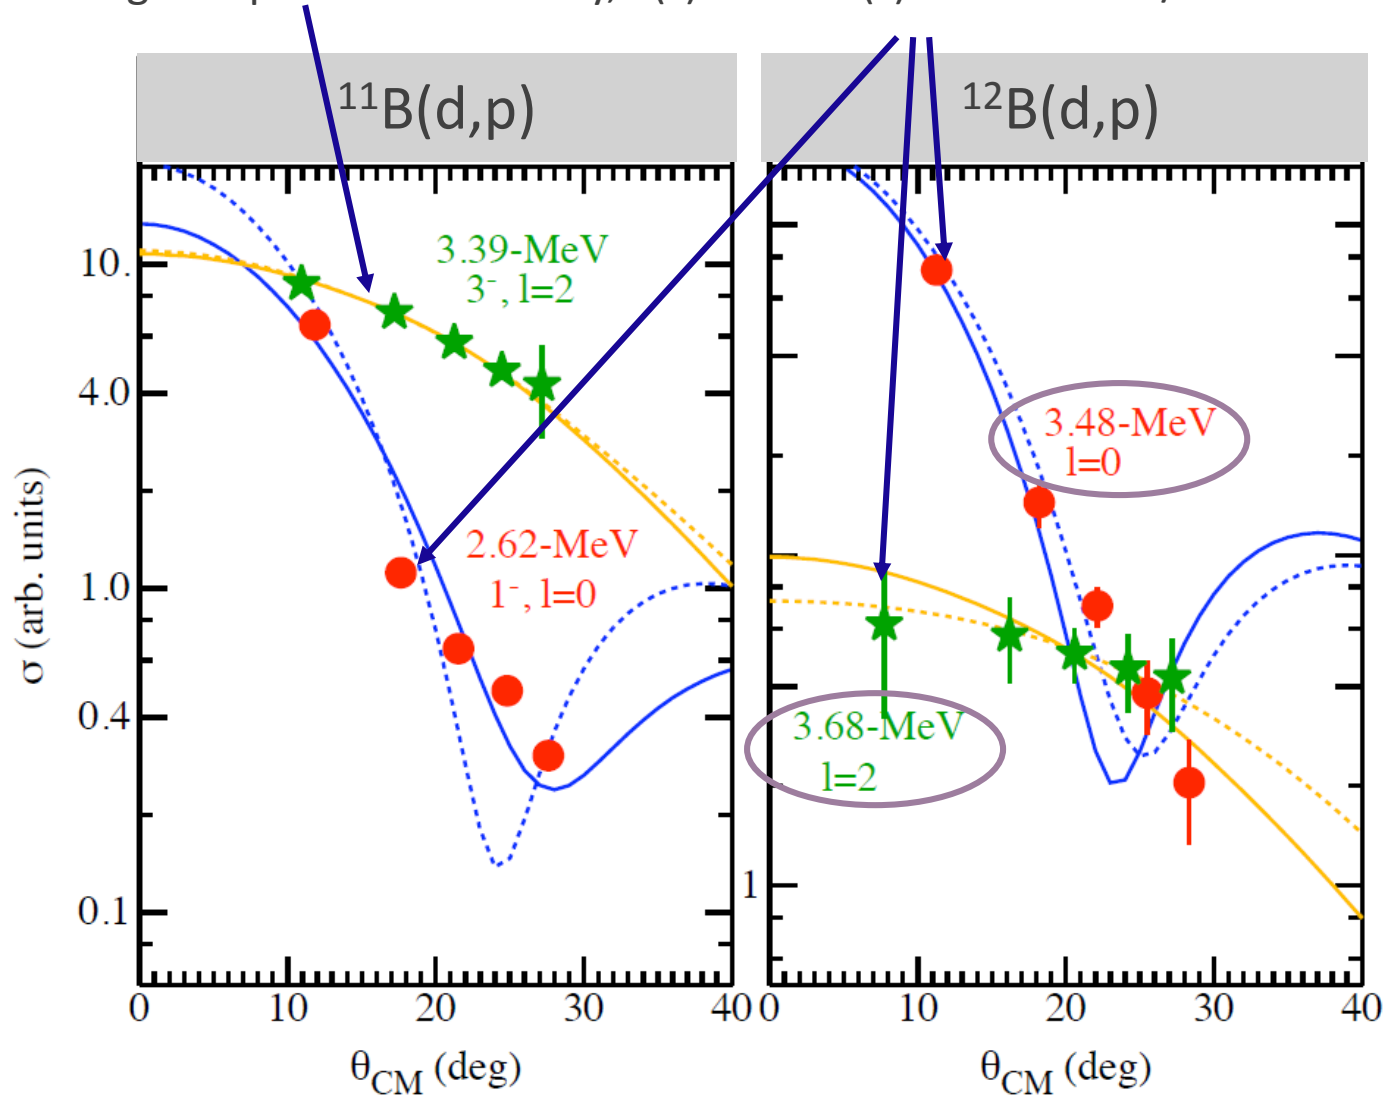 ¹¹B(d,p)
¹²B(d,p)
3.39-MeV
3⁻, l=2
2.62-MeV
1⁻, l=0
3.48-MeV
l=0
3.68-MeV
l=2
σ (arb. units)
10.
4.0
1.0
0.4
0.1
1
0 10 20 30 40
0 10 20 30 40
θCM (deg)
θCM (deg)